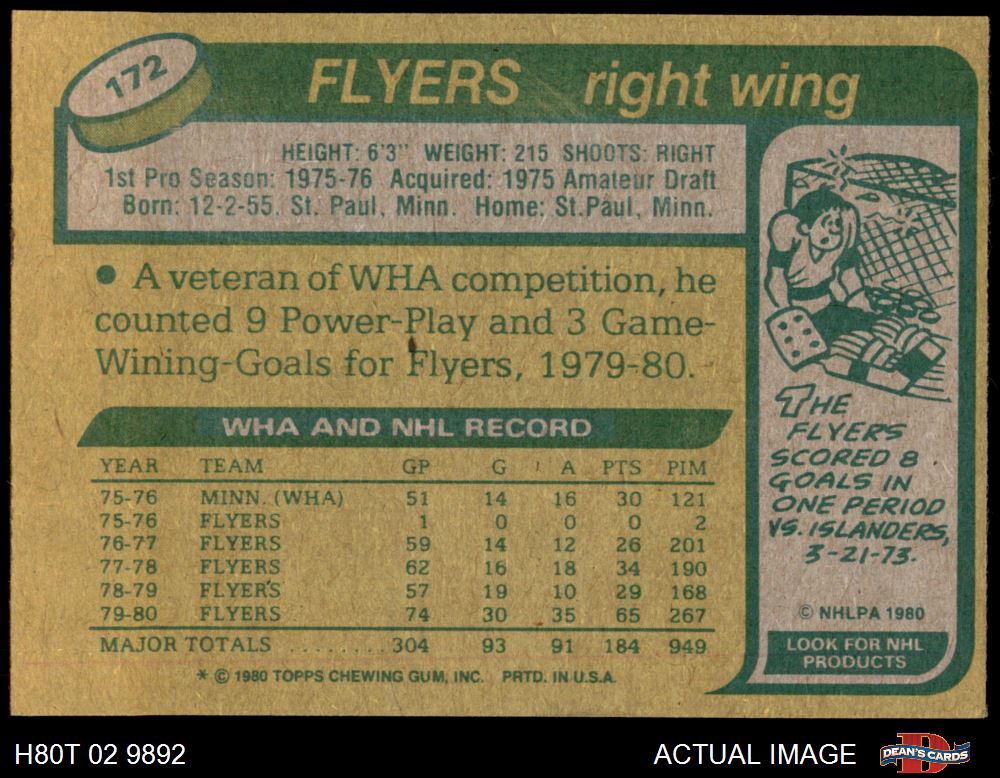 172
FLYERS right wing
HEIGHT: 6'3" WEIGHT: 215 SHOOTS: RIGHT
1st Pro Season: 1975-76 Acquired: 1975 Amateur Draft
Born: 12-2-55. St. Paul, Minn. Home: St.Paul, Minn.
• A veteran of WHA competition, he
counted 9 Power-Play and 3 Game-
Wining-Goals for Flyers, 1979-80.
WHA AND NHL RECORD
YEAR TEAM GP G A PTS PIM
75-76 MINN. (WHA) 51 14 16 30 121
75-76 FLYERS 1 0 0 0 2
76-77 FLYERS 59 14 12 26 201
77-78 FLYERS 62 16 18 34 190
78-79 FLYERS 57 19 10 29 168
79-80 FLYERS 74 30 35 65 267
MAJOR TOTALS ........ 304 93 91 184 949
* © 1980 TOPPS CHEWING GUM, INC. PRTD. IN U.S.A.
THE
FLYERS
SCORED 8
GOALS IN
ONE PERIOD
VS. ISLANDERS,
3-21-73.
© NHLPA 1980
LOOK FOR NHL
PRODUCTS
H80T 02 9892
ACTUAL IMAGE
DEAN'S CARDS